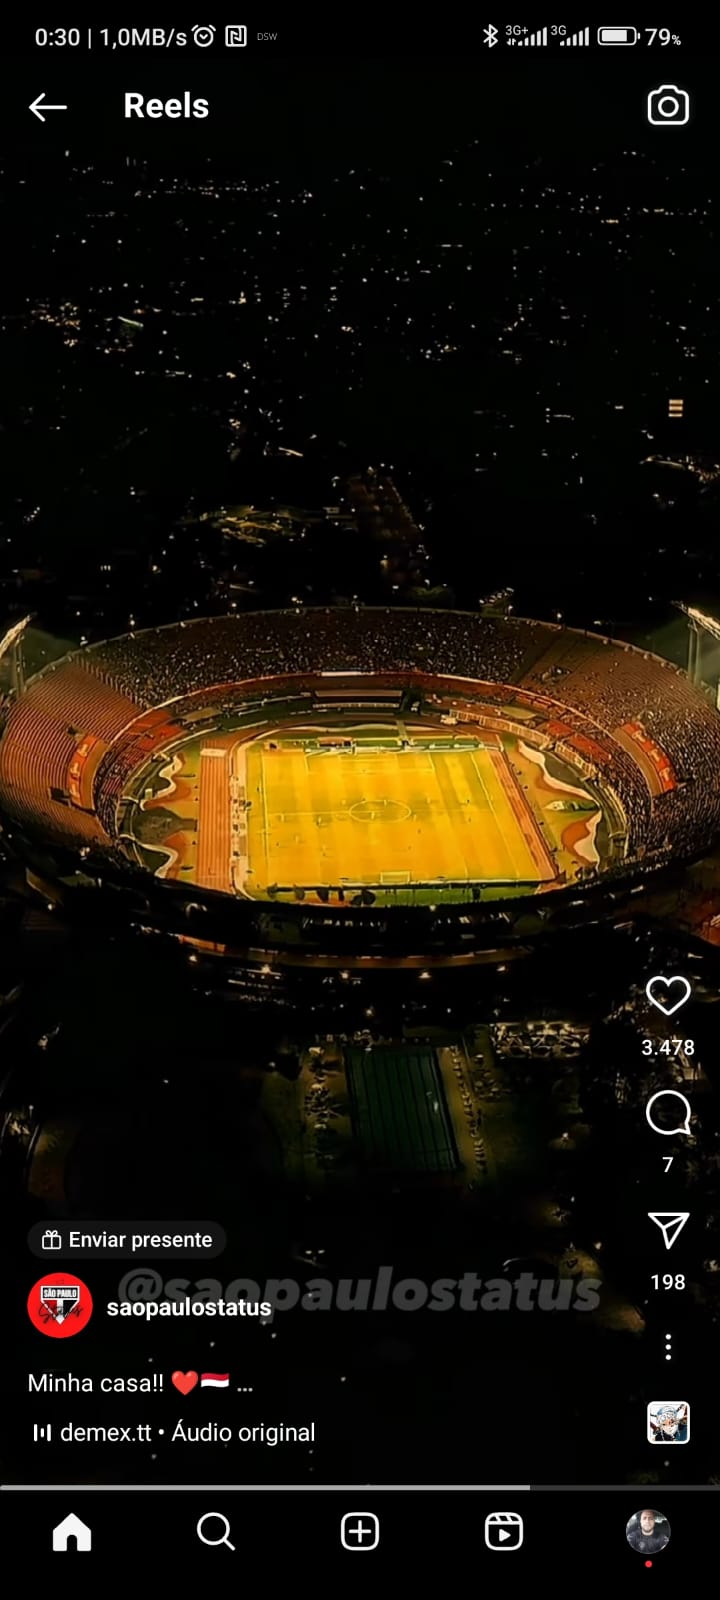 0:30 | 1,0MB/s DSW 3G+ 3G 79%
Reels
3.478
7
198
Enviar presente
@saopaulostatus
SÃO PAULO
saopaulostatus
Minha casa!! ❤️🇮🇩 ...
demex.tt • Áudio original